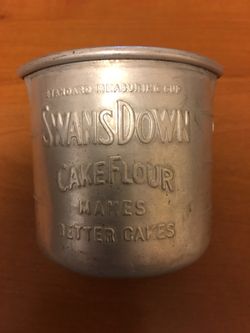 STANDARD MEASURING CUP
SWANS DOWN
CAKE FLOUR
MAKES
BETTER CAKES